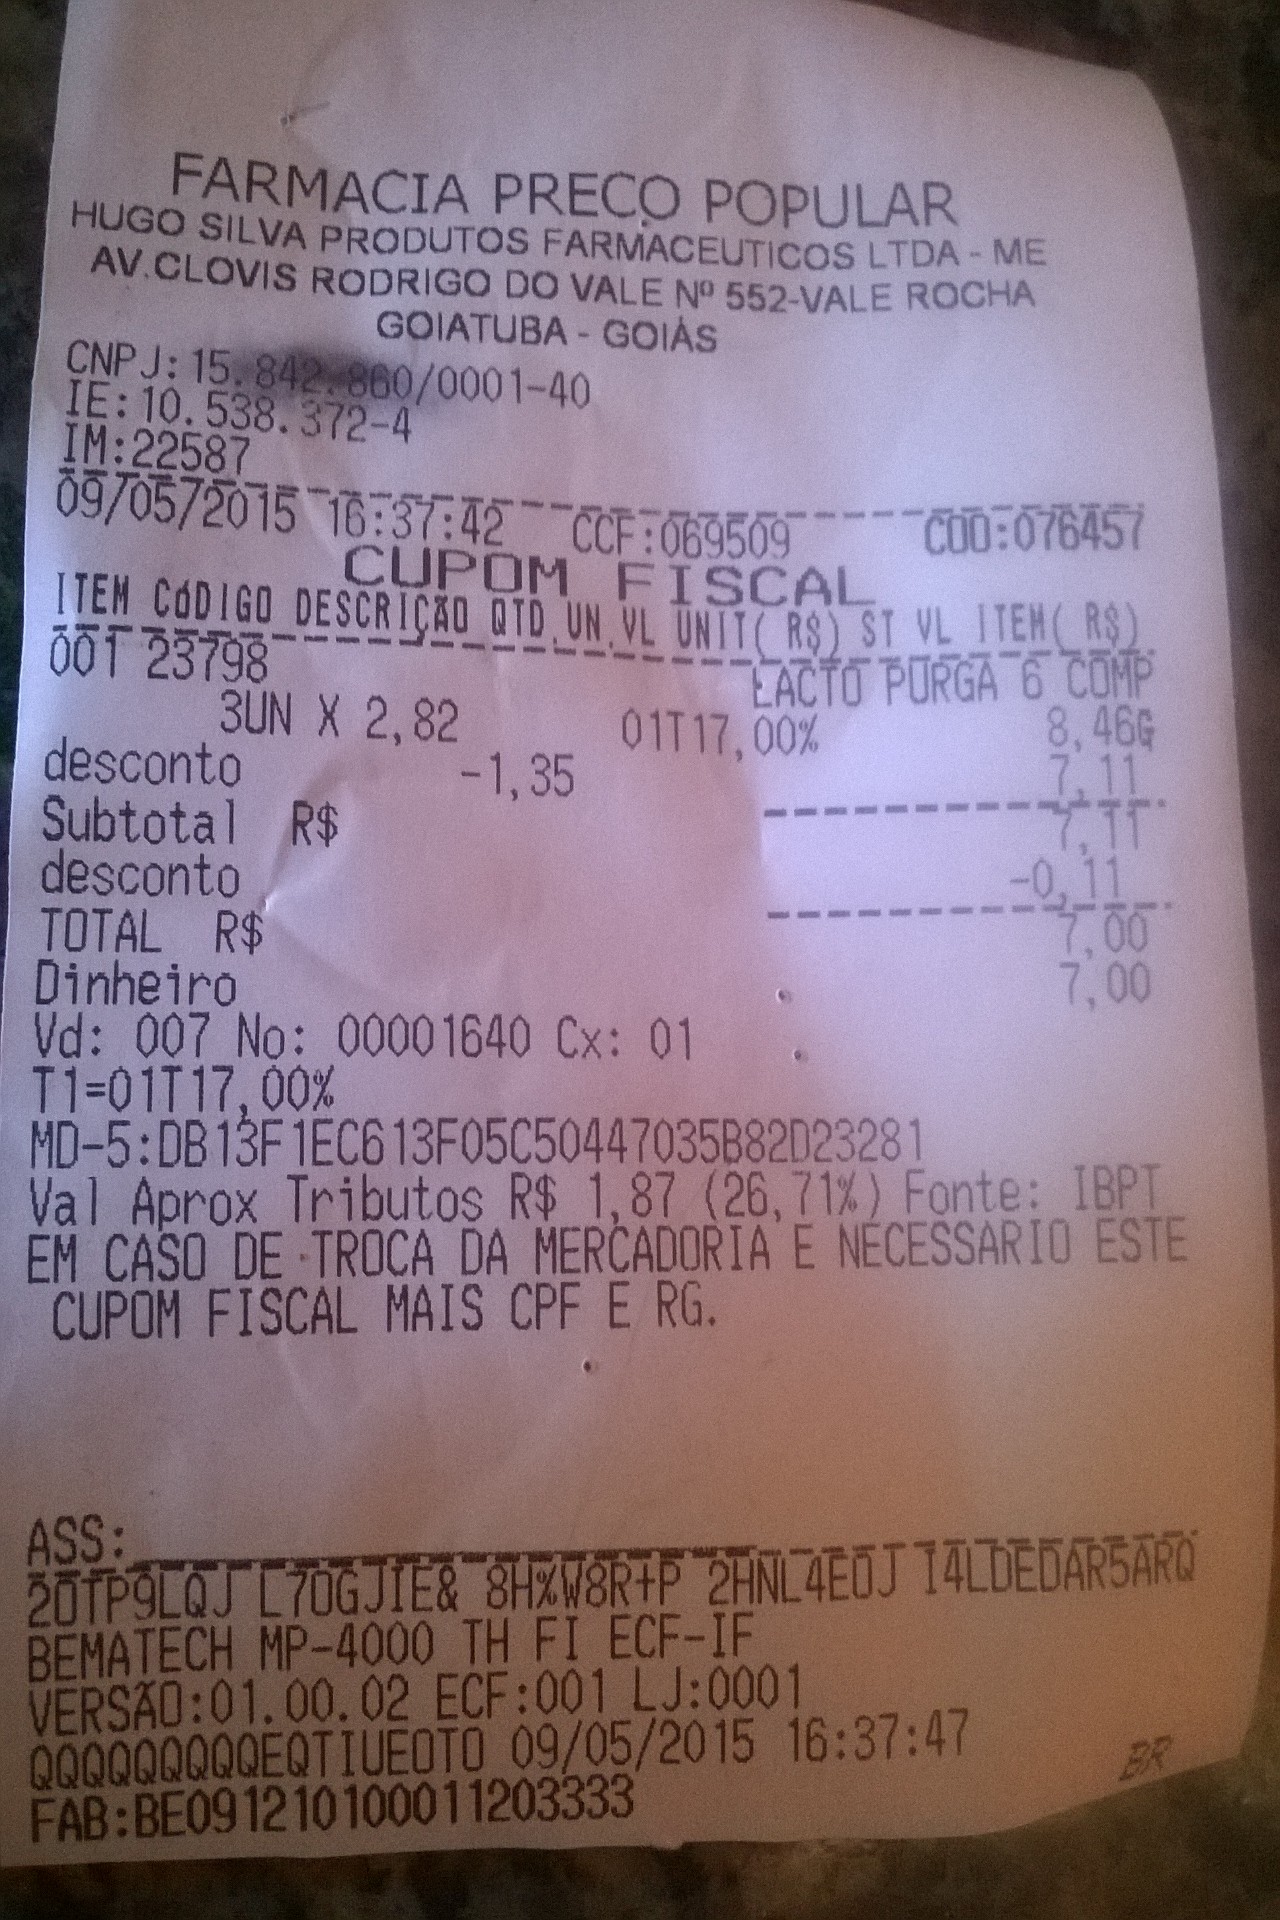 FARMACIA PREÇO POPULAR
HUGO SILVA PRODUTOS FARMACEUTICOS LTDA - ME
AV.CLOVIS RODRIGO DO VALE Nº 552-VALE ROCHA
GOIATUBA - GOIÁS
CNPJ:15.842.860/0001-40
IE:10.538.372-4
IM:22587
09/05/2015 16:37:42 CCF:069509 COO:076457
CUPOM FISCAL
ITEM CÓDIGO DESCRIÇÃO QTD.UN.VL UNIT( R$) ST VL ITEM( R$)
001 23798 LACTO PURGA 6 COMP
3UN X 2,82 01T17,00% 8,46G
desconto -1,35 7,11
Subtotal R$ 7,11
desconto -0,11
TOTAL R$ 7,00
Dinheiro 7,00
Vd: 007 No: 00001640 Cx: 01
T1=01T17,00%
MD-5:DB13F1EC613F05C50447035B82D23281
Val Aprox Tributos R$ 1,87 (26,71%) Fonte: IBPT
EM CASO DE TROCA DA MERCADORIA E NECESSARIO ESTE
CUPOM FISCAL MAIS CPF E RG.
ASS:
2OTP9LQJ L7OGJIE& 8H%W8R+P 2HNL4EOJ I4LDEDAR5ARQ
BEMATECH MP-4000 TH FI ECF-IF
VERSÃO:01.00.02 ECF:001 LJ:0001
QQQQQQQQQEQTIUEOTO 09/05/2015 16:37:47
FAB:BE091210100011203333
BR